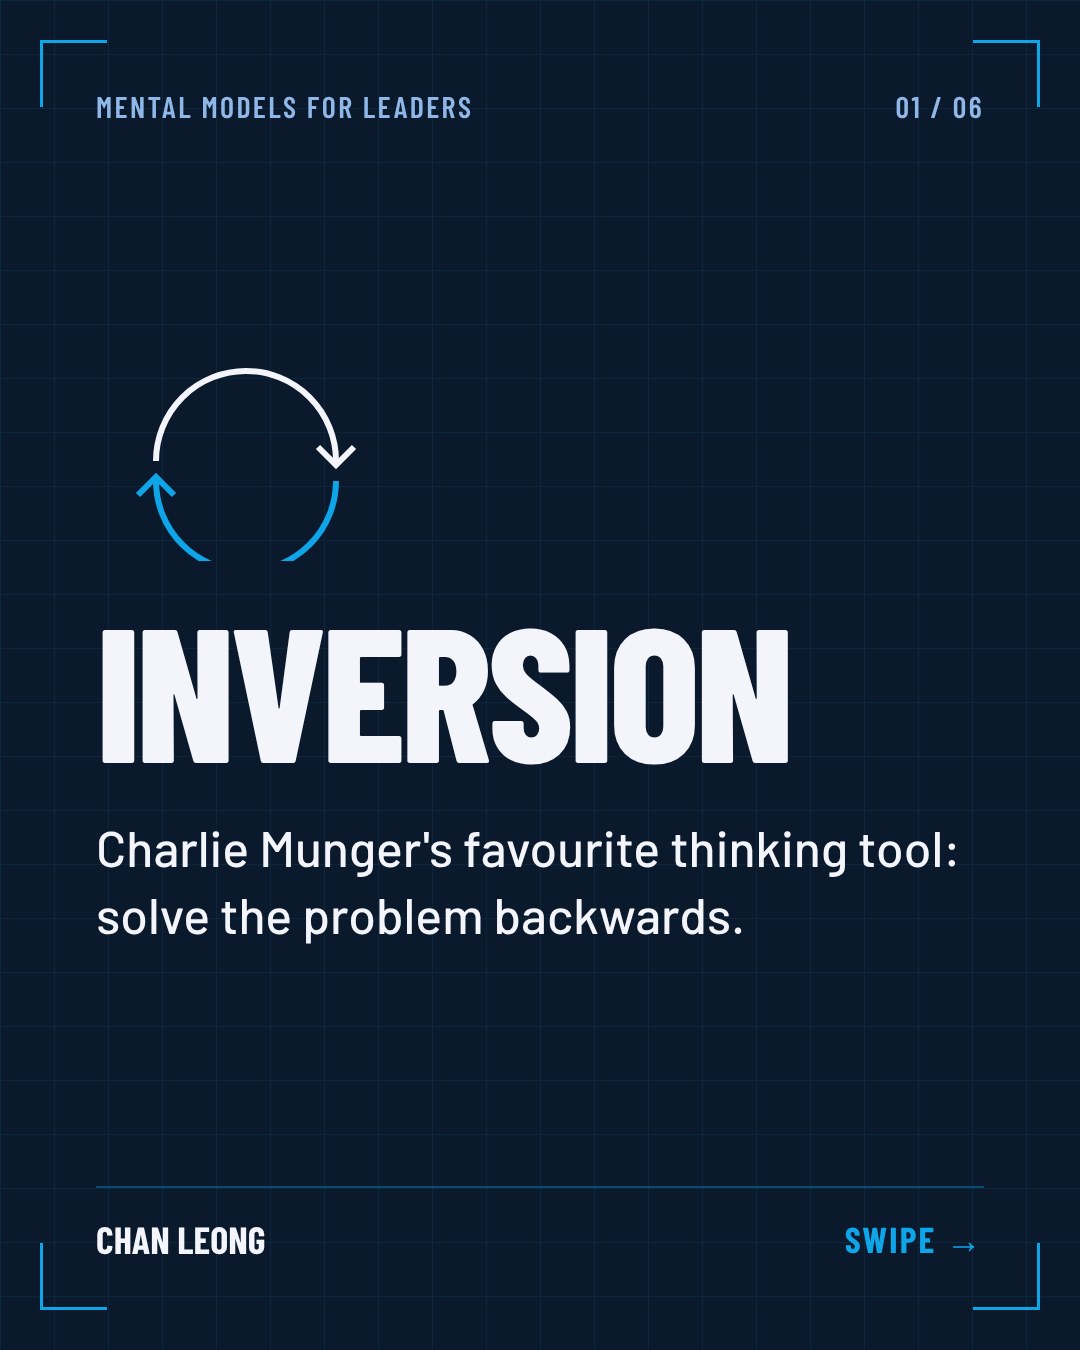 MENTAL MODELS FOR LEADERS
01 / 06
INVERSION
Charlie Munger's favourite thinking tool:
solve the problem backwards.
CHAN LEONG
SWIPE →